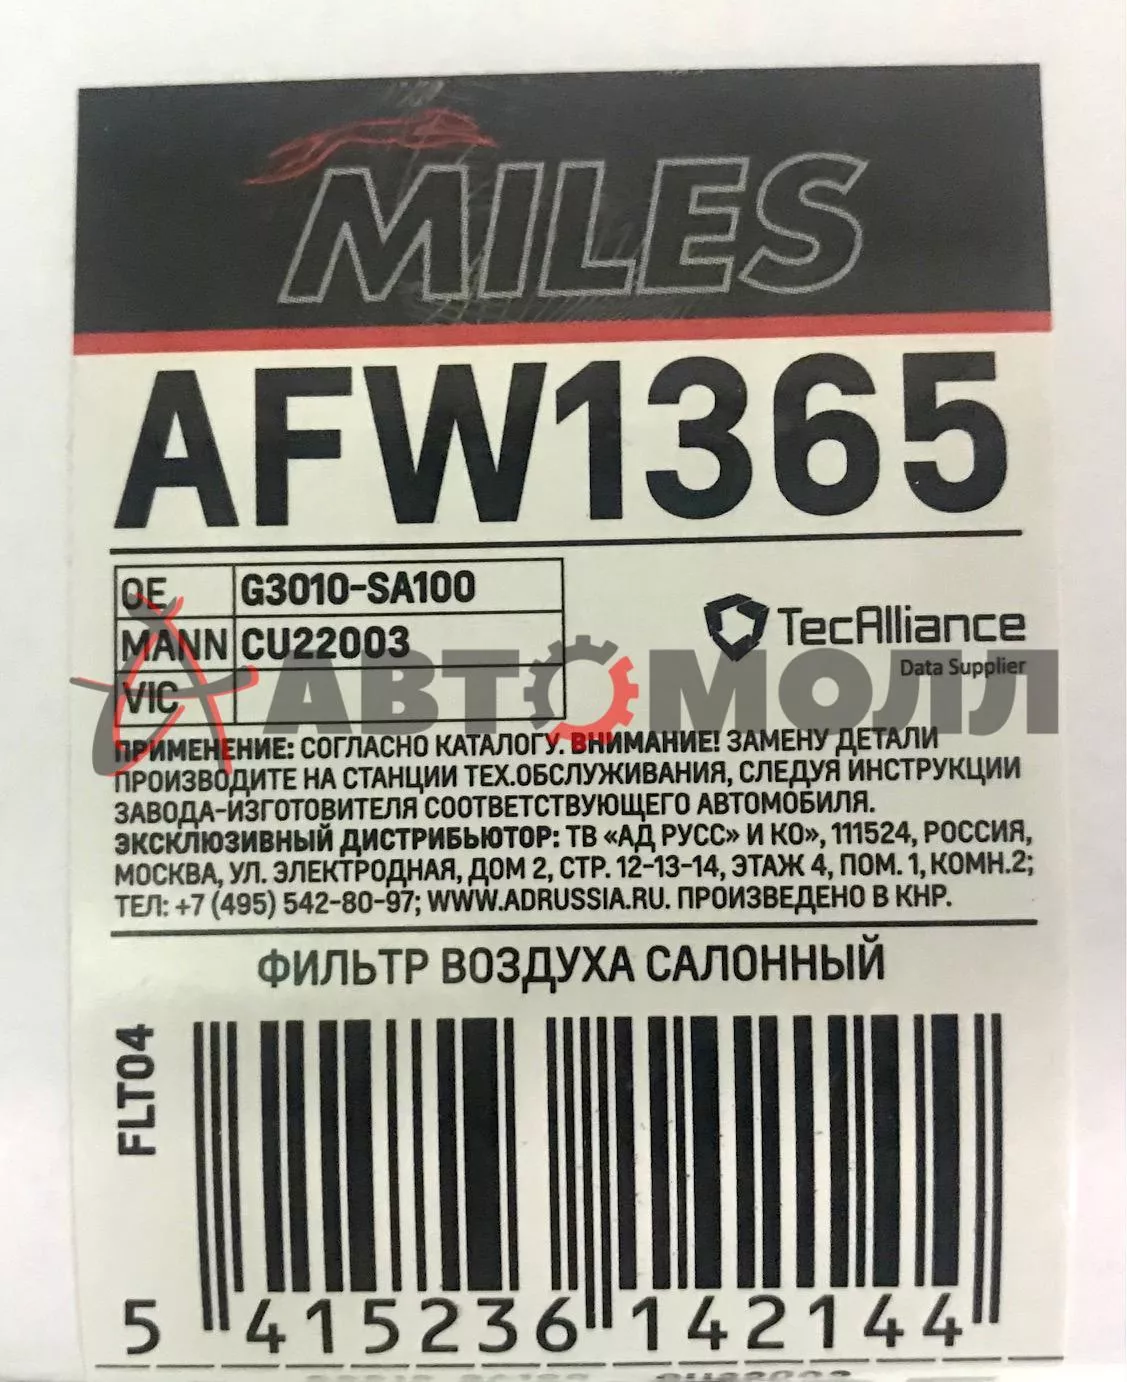 MILES
AFW1365
OE G3010-SA100
MANN CU22003
VIC
TecAlliance
Data Supplier
АВТОМОЛЛ
ПРИМЕНЕНИЕ: СОГЛАСНО КАТАЛОГУ. ВНИМАНИЕ! ЗАМЕНУ ДЕТАЛИ
ПРОИЗВОДИТЕ НА СТАНЦИИ ТЕХ.ОБСЛУЖИВАНИЯ, СЛЕДУЯ ИНСТРУКЦИИ
ЗАВОДА-ИЗГОТОВИТЕЛЯ СООТВЕТСТВУЮЩЕГО АВТОМОБИЛЯ.
ЭКСКЛЮЗИВНЫЙ ДИСТРИБЬЮТОР: ТВ «АД РУСС» И КО», 111524, РОССИЯ,
МОСКВА, УЛ. ЭЛЕКТРОДНАЯ, ДОМ 2, СТР. 12-13-14, ЭТАЖ 4, ПОМ. 1, КОМН.2;
ТЕЛ: +7 (495) 542-80-97; WWW.ADRUSSIA.RU. ПРОИЗВЕДЕНО В КНР.
ФИЛЬТР ВОЗДУХА САЛОННЫЙ
FLT04
5 415236 142144